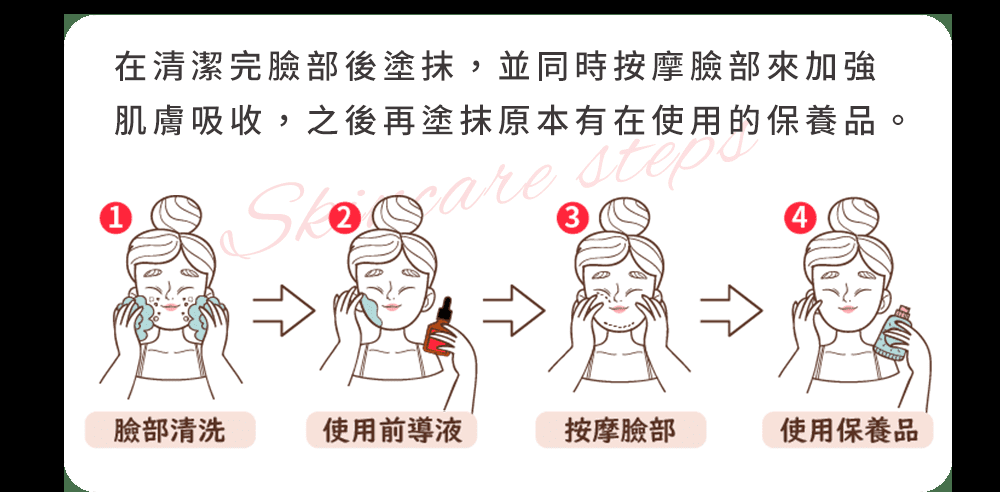 在清潔完臉部後塗抹，並同時按摩臉部來加強
肌膚吸收，之後再塗抹原本有在使用的保養品。
Skincare steps
1
2
3
4
臉部清洗
使用前導液
按摩臉部
使用保養品